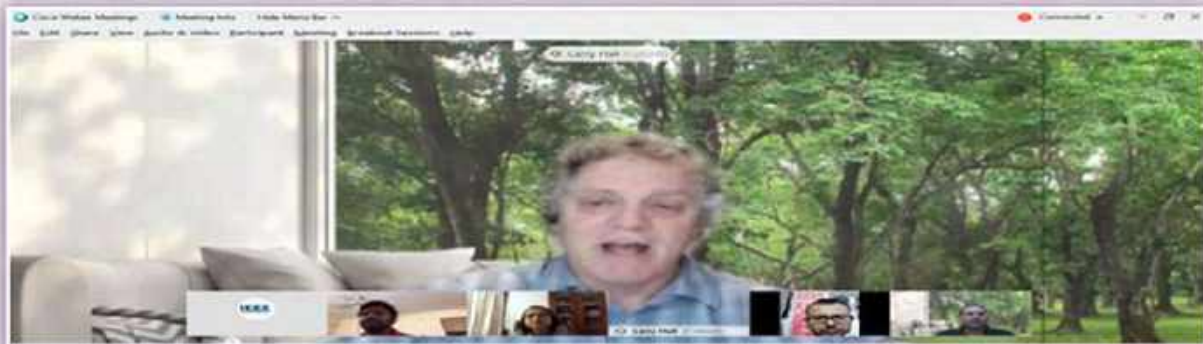 Cisco Webex Meetings Meeting Info Hide Menu Bar Connected
File Edit Share View Audio & Video Participant Meeting Breakout Sessions Help
Larry Hall
IEEE
Larry Hall